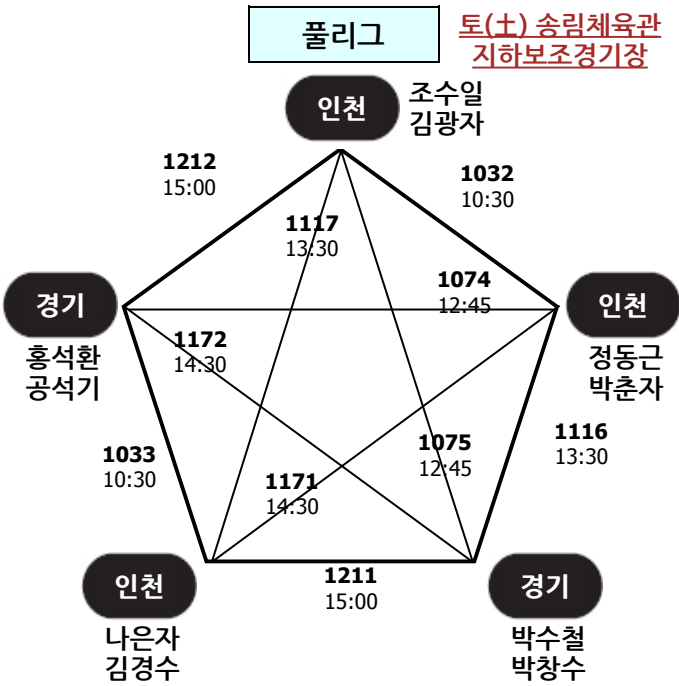 풀리그
토(土) 송림체육관
지하보조경기장
인천
조수일
김광자
1212
15:00
1032
10:30
1117
13:30
1074
12:45
경기
홍석환
공석기
인천
정동근
박춘자
1172
14:30
1033
10:30
1171
14:30
1075
12:45
1116
13:30
인천
나은자
김경수
1211
15:00
경기
박수철
박창수